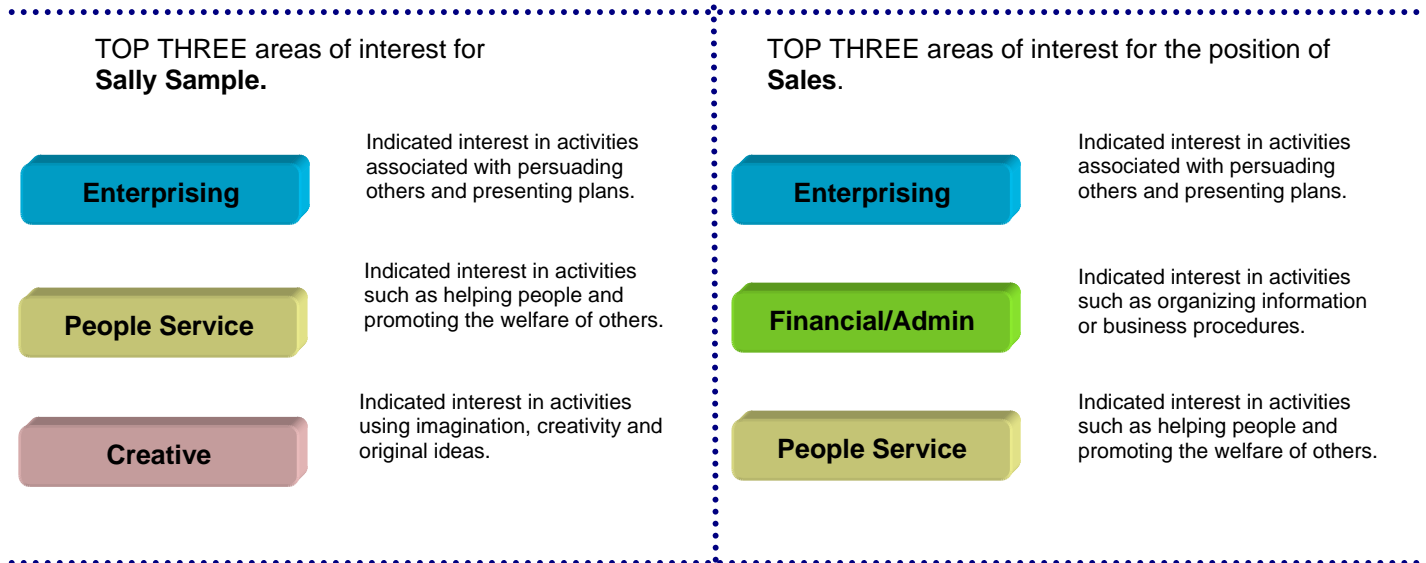 TOP THREE areas of interest for
Sally Sample.
Enterprising
Indicated interest in activities
associated with persuading
others and presenting plans.
People Service
Indicated interest in activities
such as helping people and
promoting the welfare of others.
Creative
Indicated interest in activities
using imagination, creativity and
original ideas.
TOP THREE areas of interest for the position of
Sales.
Enterprising
Indicated interest in activities
associated with persuading
others and presenting plans.
Financial/Admin
Indicated interest in activities
such as organizing information
or business procedures.
People Service
Indicated interest in activities
such as helping people and
promoting the welfare of others.